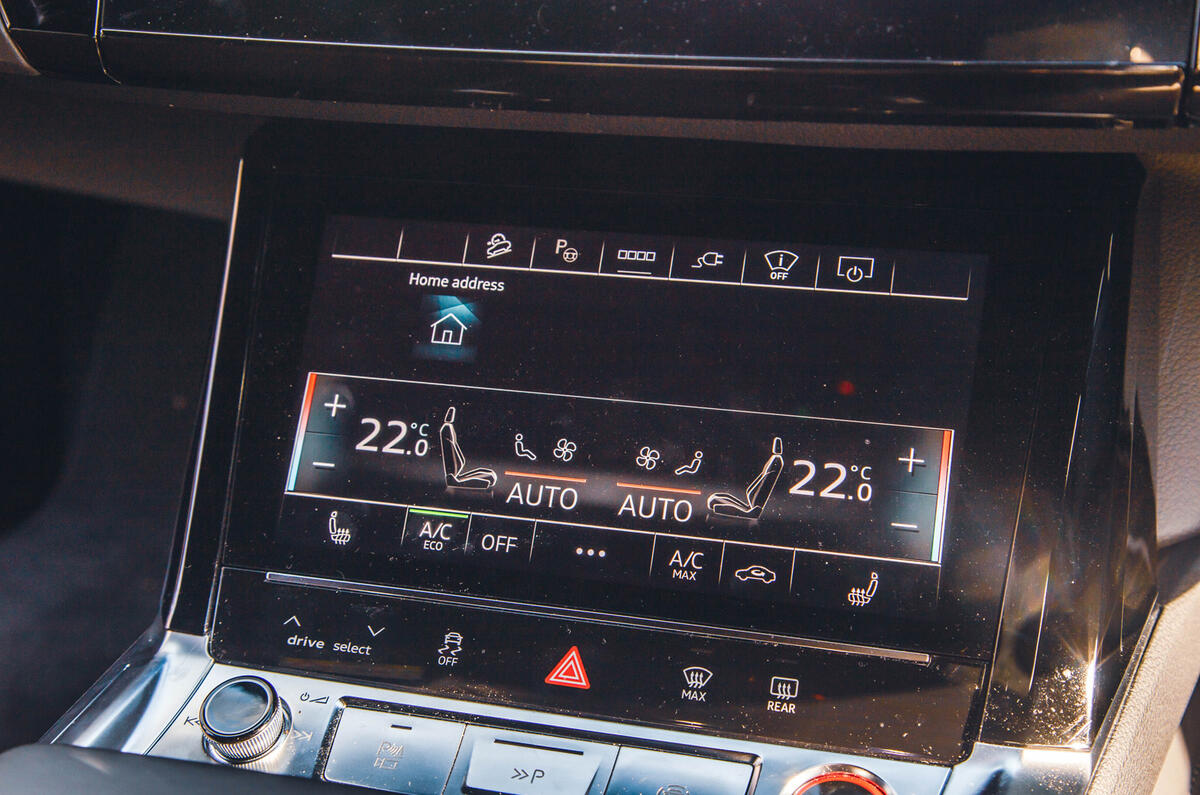 P
OFF
Home address
22.0 °C
22.0 °C
AUTO
AUTO
A/C ECO
OFF
A/C MAX
drive select
OFF
MAX
REAR
P